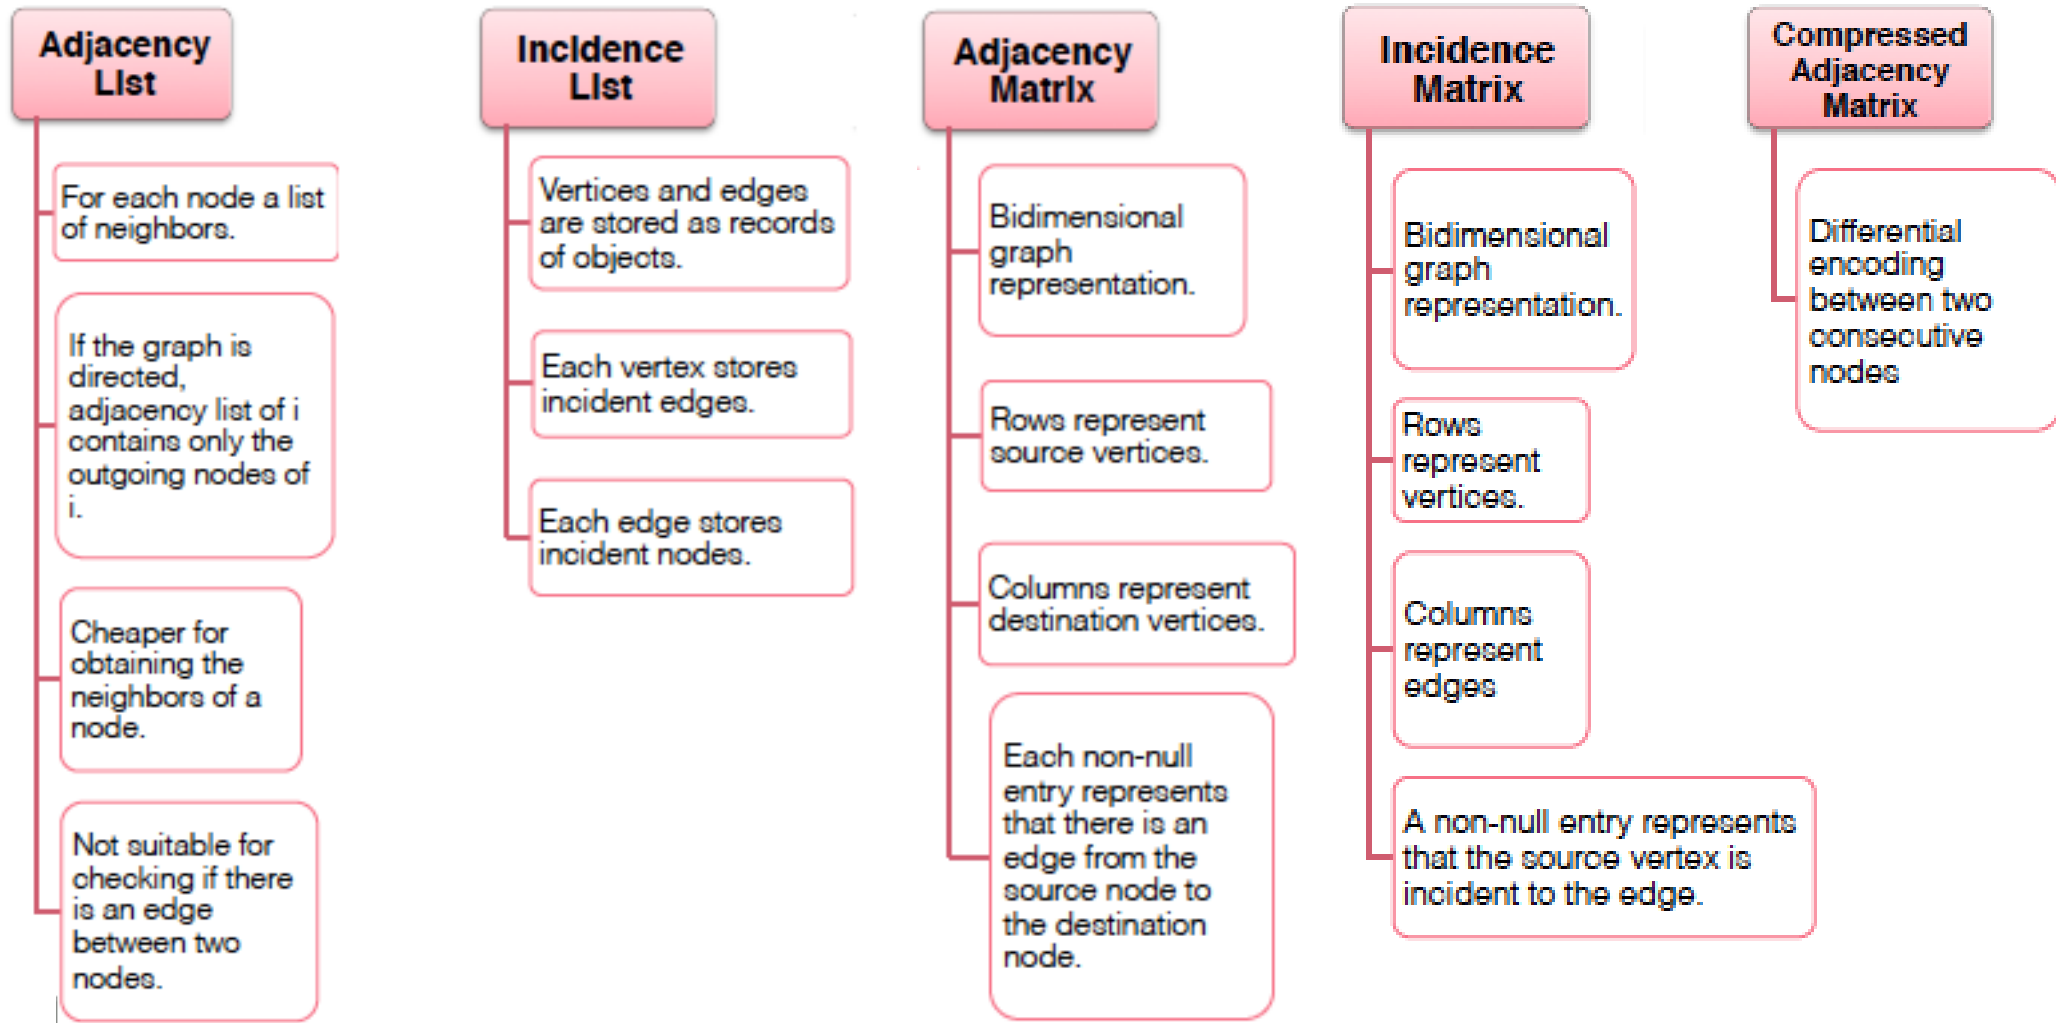 Adjacency
List
For each node a list
of neighbors.
If the graph is
directed,
adjacency list of i
contains only the
outgoing nodes of
i.
Cheaper for
obtaining the
neighbors of a
node.
Not suitable for
checking if there
is an edge
between two
nodes.
Incidence
List
Vertices and edges
are stored as records
of objects.
Each vertex stores
incident edges.
Each edge stores
incident nodes.
Adjacency
Matrix
Bidimensional
graph
representation.
Rows represent
source vertices.
Columns represent
destination vertices.
Each non-null
entry represents
that there is an
edge from the
source node to
the destination
node.
Incidence
Matrix
Bidimensional
graph
representation.
Rows
represent
vertices.
Columns
represent
edges
A non-null entry represents
that the source vertex is
incident to the edge.
Compressed
Adjacency
Matrix
Differential
encoding
between two
consecutive
nodes